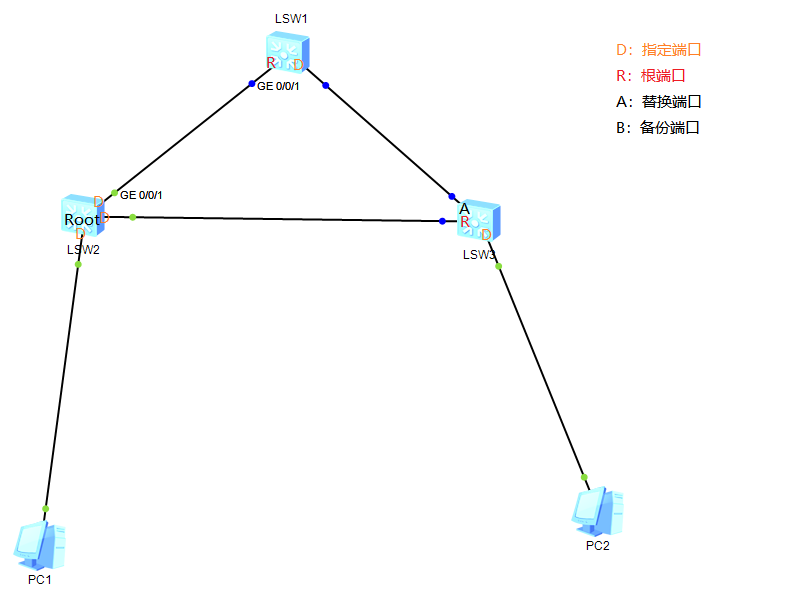 LSW1
R
D
GE 0/0/1
D：指定端口
R：根端口
A：替换端口
B：备份端口
D
GE 0/0/1
Root
D
D
LSW2
A
R
D
LSW3
PC1
PC2